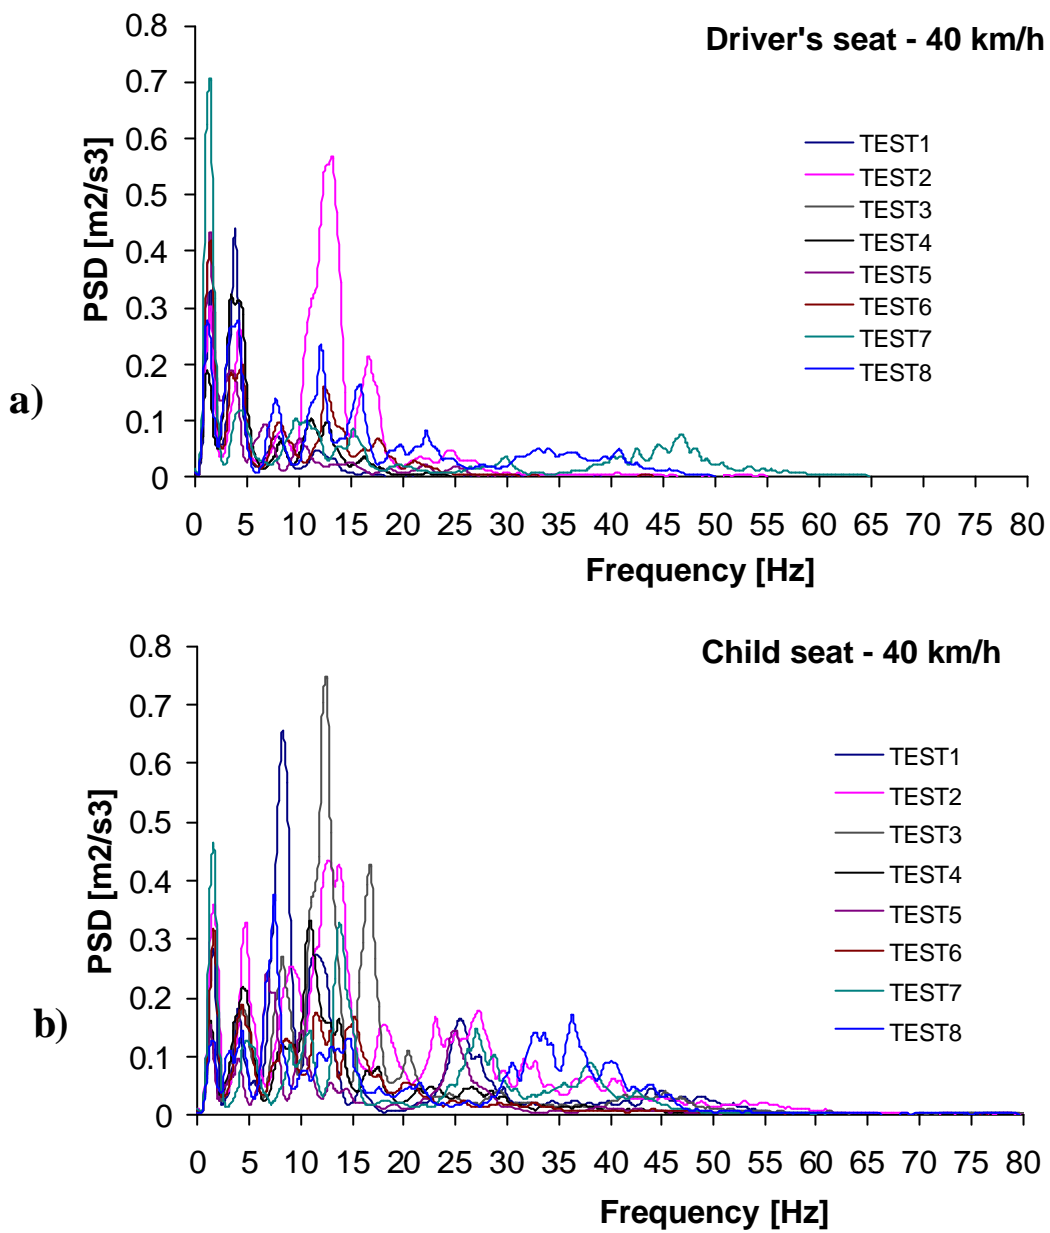 Driver's seat - 40 km/h
0.8
0.7
0.6
0.5
0.4
0.3
0.2
0.1
0
PSD [m2/s3]
TEST1
TEST2
TEST3
TEST4
TEST5
TEST6
TEST7
TEST8
a)
0 5 10 15 20 25 30 35 40 45 50 55 60 65 70 75 80
Frequency [Hz]
Child seat - 40 km/h
0.8
0.7
0.6
0.5
0.4
0.3
0.2
0.1
0
PSD [m2/s3]
TEST1
TEST2
TEST3
TEST4
TEST5
TEST6
TEST7
TEST8
b)
0 5 10 15 20 25 30 35 40 45 50 55 60 65 70 75 80
Frequency [Hz]